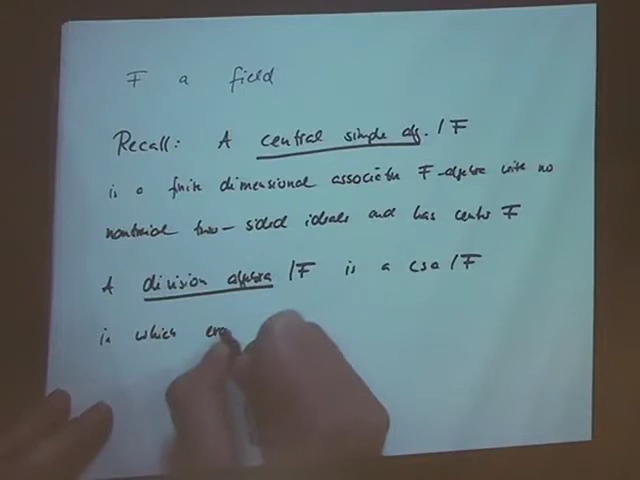 F a field
Recall: A central simple alg. / F
is a finite dimensional associative F-algebra with no
nontrivial two-sided ideals and has center F
A division algebra / F is a csa / F
in which